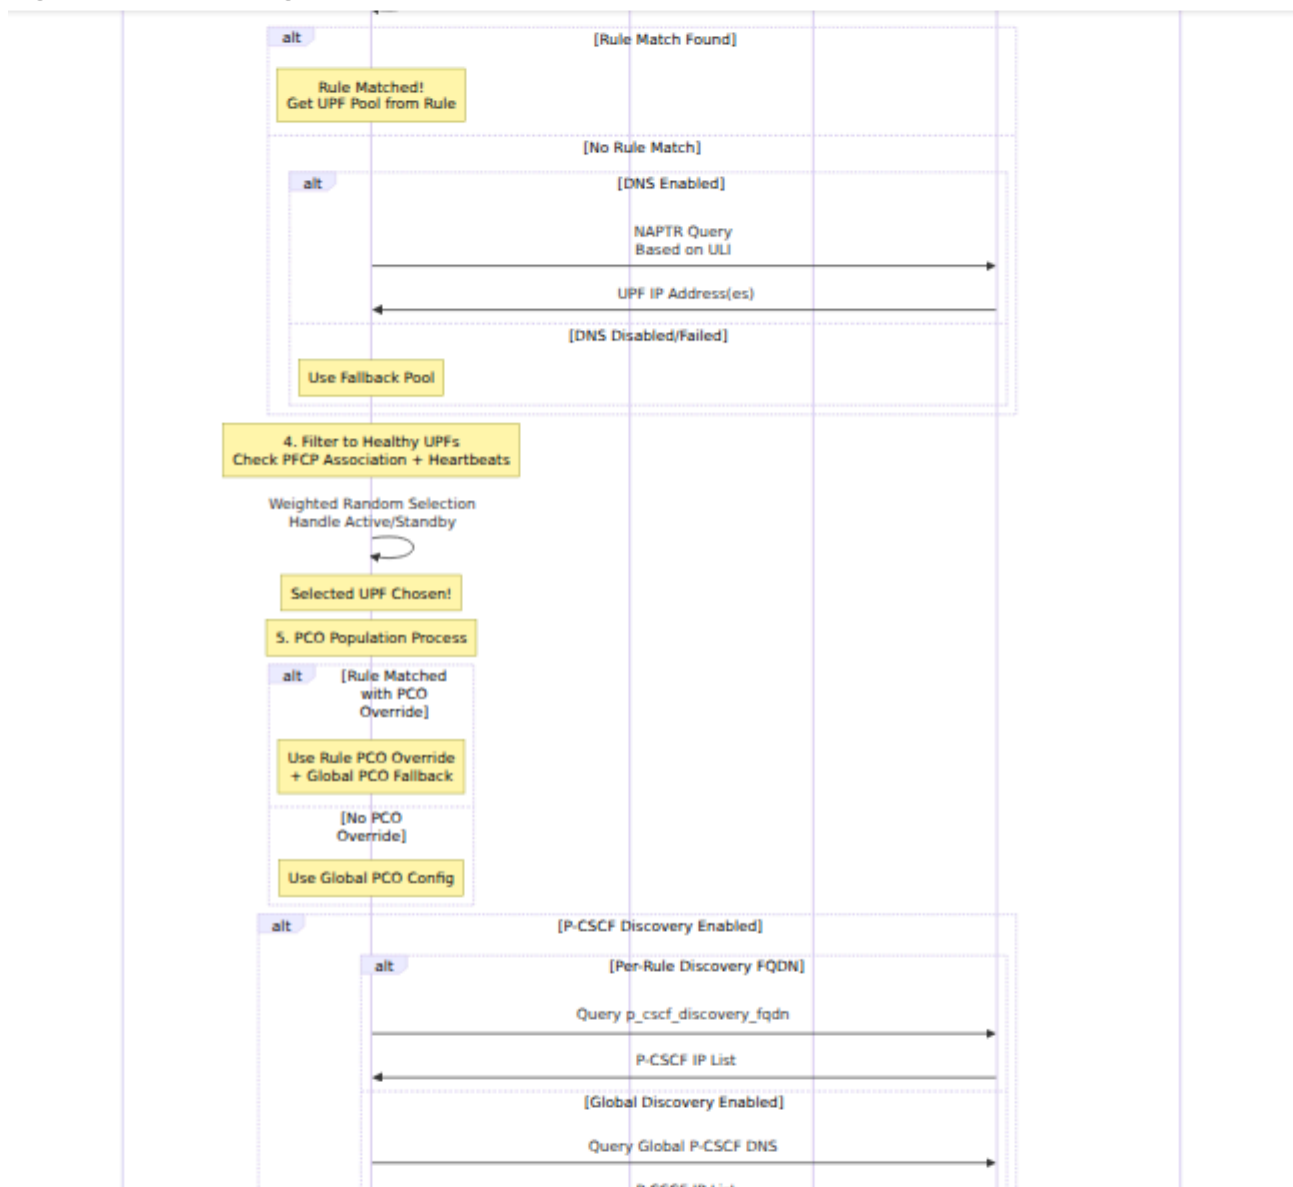 alt
[Rule Match Found]
Rule Matched!
Get UPF Pool from Rule
[No Rule Match]
alt
[DNS Enabled]
NAPTR Query
Based on ULI
UPF IP Address(es)
[DNS Disabled/Failed]
Use Fallback Pool
4. Filter to Healthy UPFs
Check PFCP Association + Heartbeats
Weighted Random Selection
Handle Active/Standby
Selected UPF Chosen!
5. PCO Population Process
alt
[Rule Matched
with PCO
Override]
Use Rule PCO Override
+ Global PCO Fallback
[No PCO
Override]
Use Global PCO Config
alt
[P-CSCF Discovery Enabled]
alt
[Per-Rule Discovery FQDN]
Query p_cscf_discovery_fqdn
P-CSCF IP List
[Global Discovery Enabled]
Query Global P-CSCF DNS